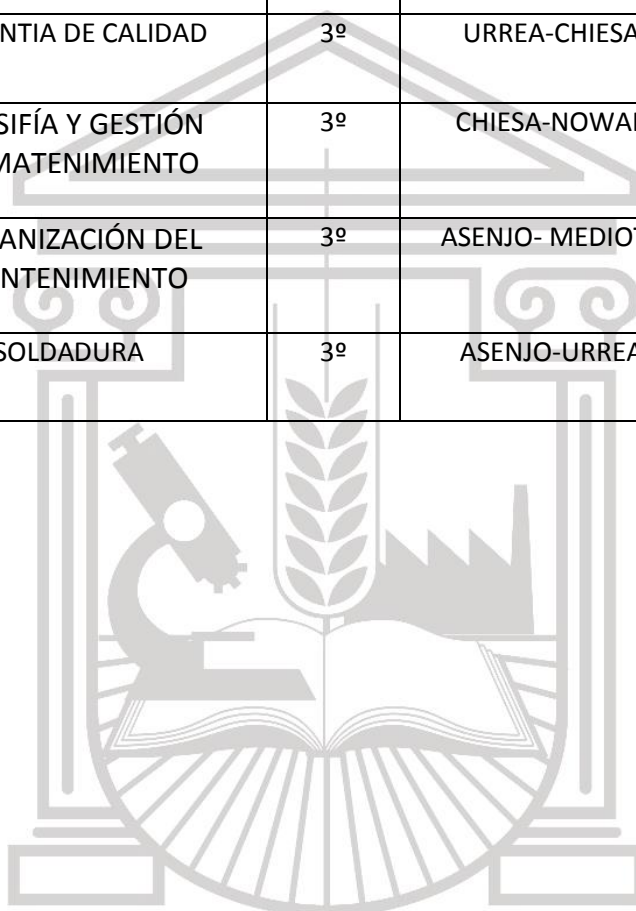 NTIA DE CALIDAD 3º URREA-CHIESA
SIFÍA Y GESTIÓN 3º CHIESA-NOWA
MATENIMIENTO
ANIZACIÓN DEL 3º ASENJO- MEDIO
NTENIMIENTO
SOLDADURA 3º ASENJO-URREA